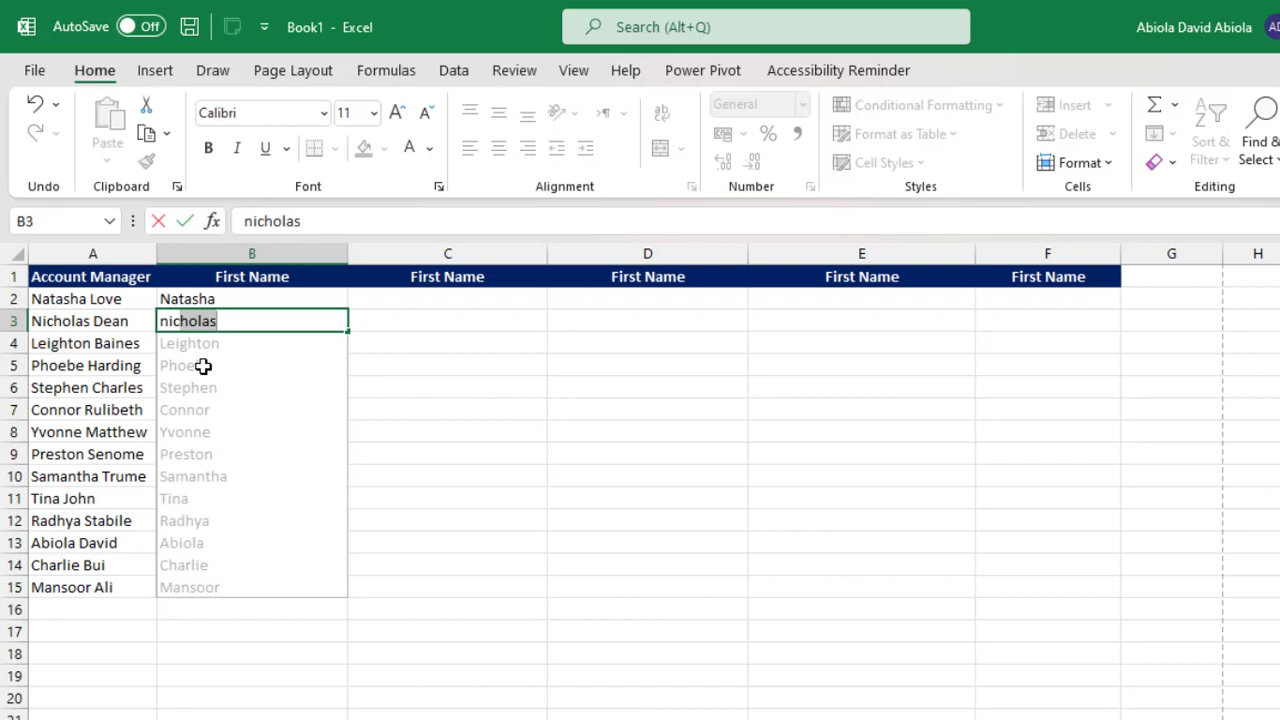 AutoSave Off Book1 - Excel Search (Alt+Q) Abiola David Abiola AD
File Home Insert Draw Page Layout Formulas Data Review View Help Power Pivot Accessibility Reminder
Paste Calibri 11 A^ A˅ ab General Conditional Formatting Insert Σ
B I U A % , Format as Table Delete Sort & Find &
Cell Styles Format Filter Select
Undo Clipboard Font Alignment Number Styles Cells Editing
B3 fx nicholas
A B C D E F G H
1 Account Manager First Name First Name First Name First Name First Name
2 Natasha Love Natasha
3 Nicholas Dean nicholas
4 Leighton Baines Leighton
5 Phoebe Harding Phoe
6 Stephen Charles Stephen
7 Connor Rulibeth Connor
8 Yvonne Matthew Yvonne
9 Preston Senome Preston
10 Samantha Trume Samantha
11 Tina John Tina
12 Radhya Stabile Radhya
13 Abiola David Abiola
14 Charlie Bui Charlie
15 Mansoor Ali Mansoor
16
17
18
19
20
21